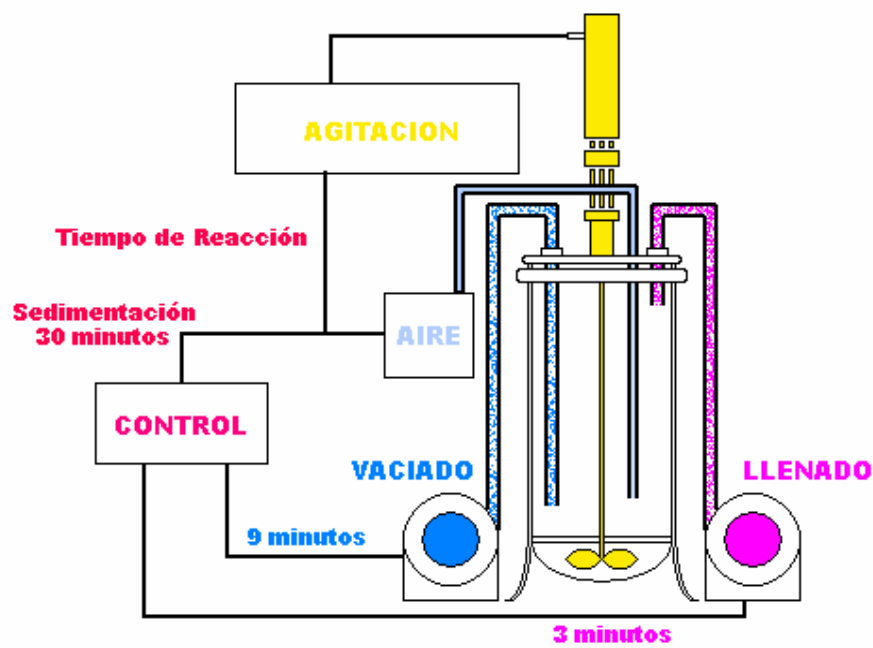 AGITACION
Tiempo de Reacción
Sedimentación
30 minutos
AIRE
CONTROL
VACIADO
LLENADO
9 minutos
3 minutos